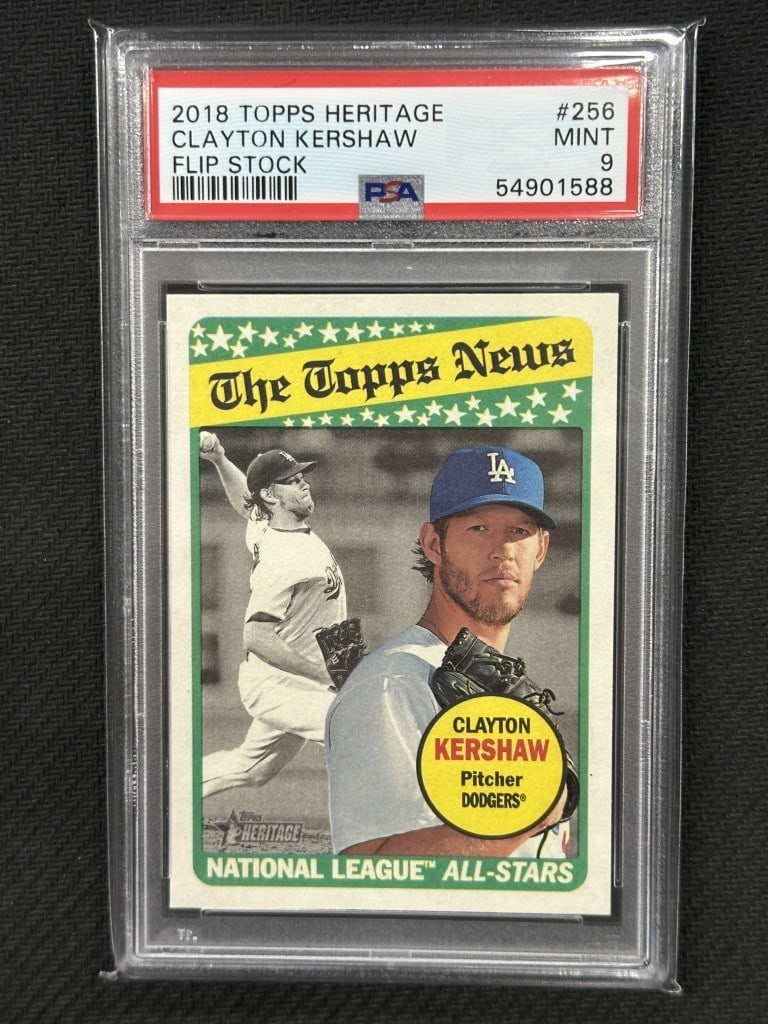 2018 TOPPS HERITAGE #256
CLAYTON KERSHAW MINT
FLIP STOCK 9
PSA 54901588
The Topps News
LA
CLAYTON
KERSHAW
Pitcher
DODGERS®
Topps
HERITAGE
NATIONAL LEAGUE™ ALL-STARS